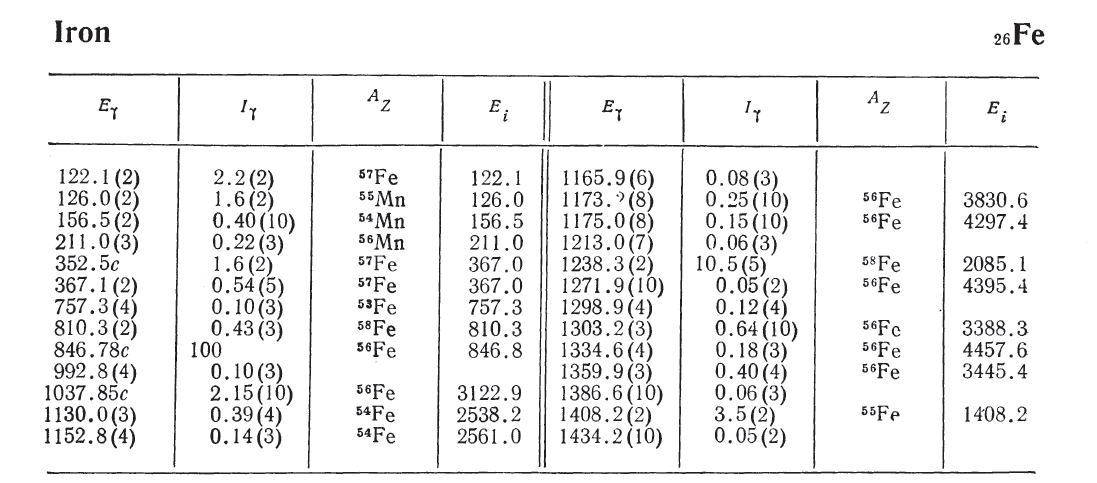 Iron ₂₆Fe
Eᵧ Iᵧ A_Z E_i Eᵧ Iᵧ A_Z E_i
122.1(2) 2.2(2) ⁵⁷Fe 122.1 1165.9(6) 0.08(3)
126.0(2) 1.6(2) ⁵⁵Mn 126.0 0.25(10) ⁵⁶Fe 3830.6
156.5(2) 0.40(10) ⁵⁴Mn 156.5 1175.0(8) 0.15(10) ⁵⁶Fe 4297.4
211.0(3) 0.22(3) ⁵⁶Mn 211.0 1213.0(7) 0.06(3)
352.5c 1.6(2) ⁵⁷Fe 367.0 1238.3(2) 10.5(5) ⁵⁸Fe 2085.1
367.1(2) 0.54(5) ⁵⁷Fe 367.0 1271.9(10) 0.05(2) ⁵⁶Fe 4395.4
757.3(4) 0.10(3) ⁵³Fe 757.3 1298.9(4) 0.12(4)
810.3(2) 0.43(3) ⁵⁸Fe 810.3 1303.2(3) 0.64(10) ⁵⁶Fe 3388.3
846.78c 100 ⁵⁶Fe 846.8 1334.6(4) 0.18(3) ⁵⁶Fe 4457.6
992.8(4) 0.10(3) 1359.9(3) 0.40(4) ⁵⁶Fe 3445.4
1037.85c 2.15(10) ⁵⁶Fe 3122.9 1386.6(10) 0.06(3)
1130.0(3) 0.39(4) ⁵⁴Fe 2538.2 1408.2(2) 3.5(2) ⁵⁵Fe 1408.2
1152.8(4) 0.14(3) ⁵⁴Fe 2561.0 1434.2(10) 0.05(2)